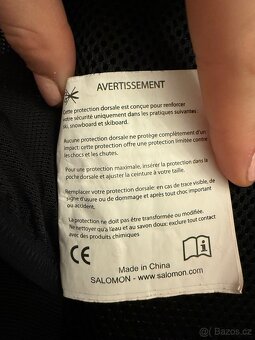 AVERTISSEMENT
Cette protection dorsale est conçue pour renforcer
votre sécurité uniquement dans les pratiques suivantes :
ski, snowboard et skiboard.
Aucune protection dorsale ne protège complètement d'un
impact: cette protection offre une protection limitée contre
les chocs et les chutes.
Pour une protection maximale, insérer la protection dans la
poche dorsale et ajuster la ceinture à votre taille.
Remplacer votre protection dorsale: en cas de trace visible, de
signe d'usure ou de dommage et après tout choc important
ou accident.
La protection ne doit pas être transformée ou modifiée.
Ne nettoyer qu'à l'eau et au savon doux: exclure tout contact
avec des produits chimiques
CE
i
Made in China
SALOMON - www.salomon.com
sbazar.cz